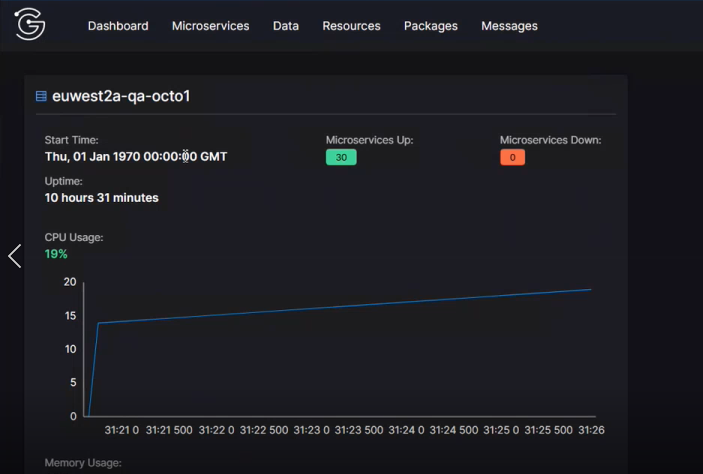 Dashboard Microservices Data Resources Packages Messages
euwest2a-qa-octo1
Start Time: Microservices Up: Microservices Down:
Thu, 01 Jan 1970 00:00:00 GMT 30 0
Uptime:
10 hours 31 minutes
CPU Usage:
19%
20
15
10
5
0
31:21 0 31:21 500 31:22 0 31:22 500 31:23 0 31:23 500 31:24 0 31:24 500 31:25 0 31:25 500 31:26
Memory Usage: